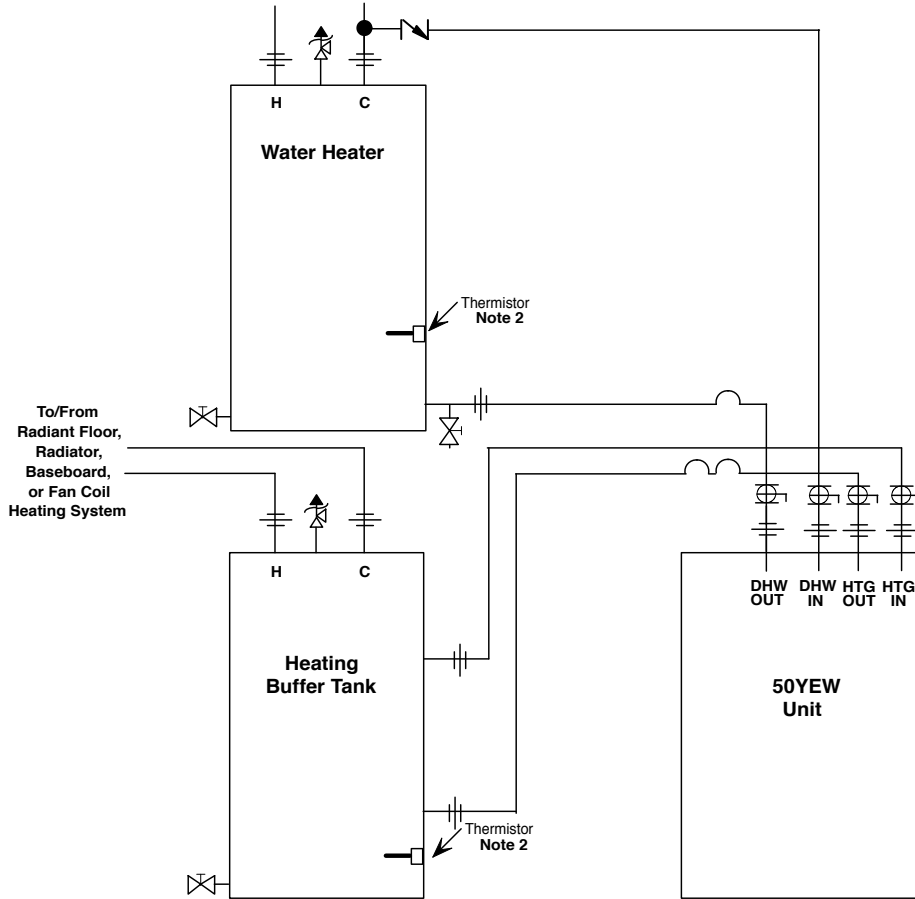 H
C
Water Heater
Thermistor
Note 2
To/From
Radiant Floor,
Radiator,
Baseboard,
or Fan Coil
Heating System
H
C
DHW
OUT
DHW
IN
HTG
OUT
HTG
IN
Heating
Buffer Tank
50YEW
Unit
Thermistor
Note 2